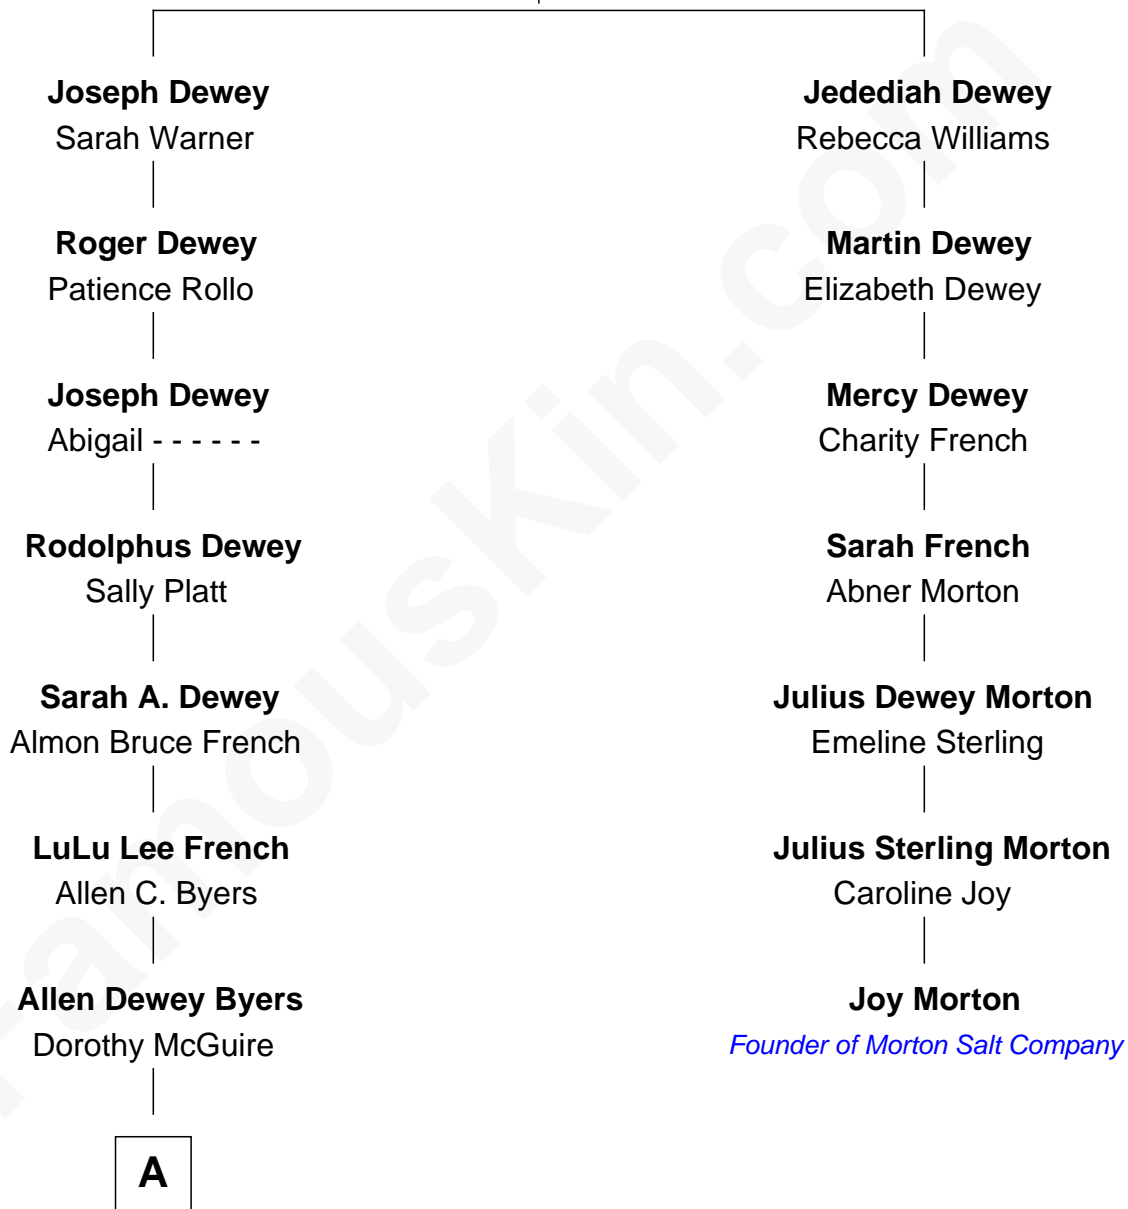 Joseph Dewey
Sarah Warner
Roger Dewey
Patience Rollo
Joseph Dewey
Abigail - - - - - -
Rodolphus Dewey
Sally Platt
Sarah A. Dewey
Almon Bruce French
LuLu Lee French
Allen C. Byers
Allen Dewey Byers
Dorothy McGuire
A
Jedediah Dewey
Rebecca Williams
Martin Dewey
Elizabeth Dewey
Mercy Dewey
Charity French
Sarah French
Abner Morton
Julius Dewey Morton
Emeline Sterling
Julius Sterling Morton
Caroline Joy
Joy Morton
Founder of Morton Salt Company
FamousKin.com